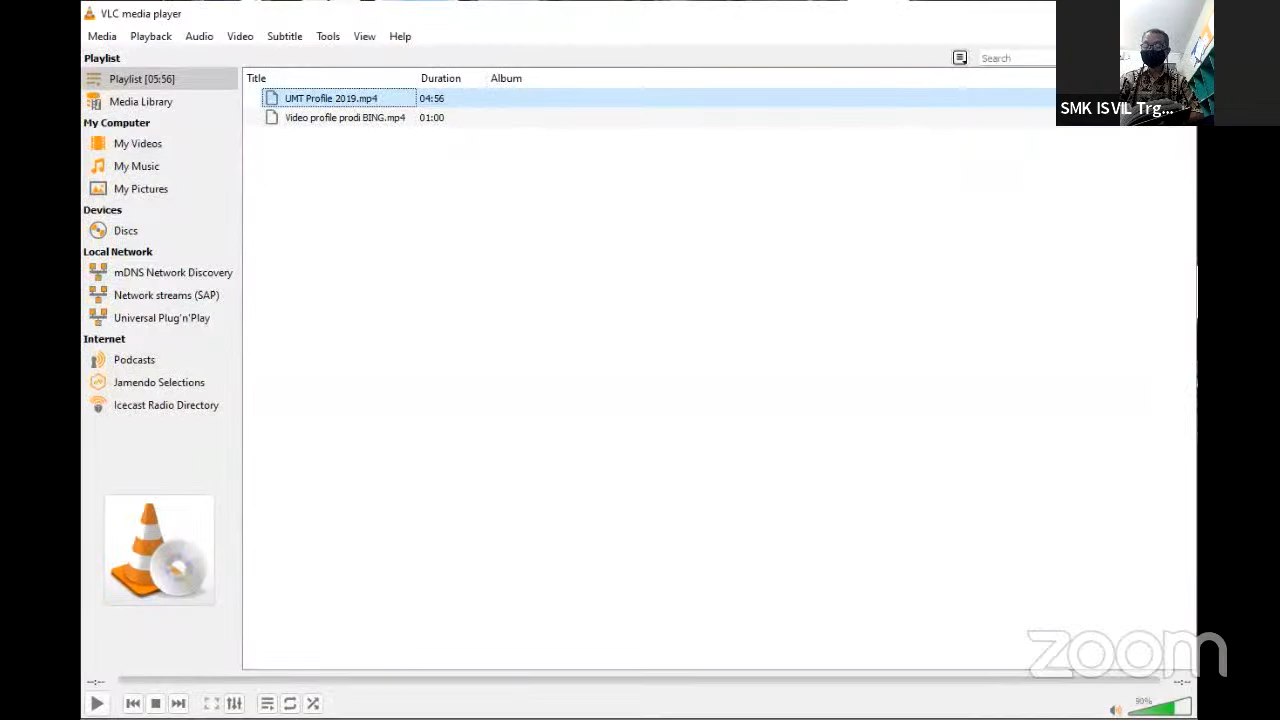 VLC media player
Media Playback Audio Video Subtitle Tools View Help
Playlist
Search
Playlist [05:56]
Media Library
My Computer
My Videos
My Music
My Pictures
Devices
Discs
Local Network
mDNS Network Discovery
Network streams (SAP)
Universal Plug'n'Play
Internet
Podcasts
Jamendo Selections
Icecast Radio Directory
Title Duration Album
UMT Profile 2019.mp4 04:56
Video profile prodi BING.mp4 01:00
SMK ISVIL Trg...
zoom
--:-- --:--
90%